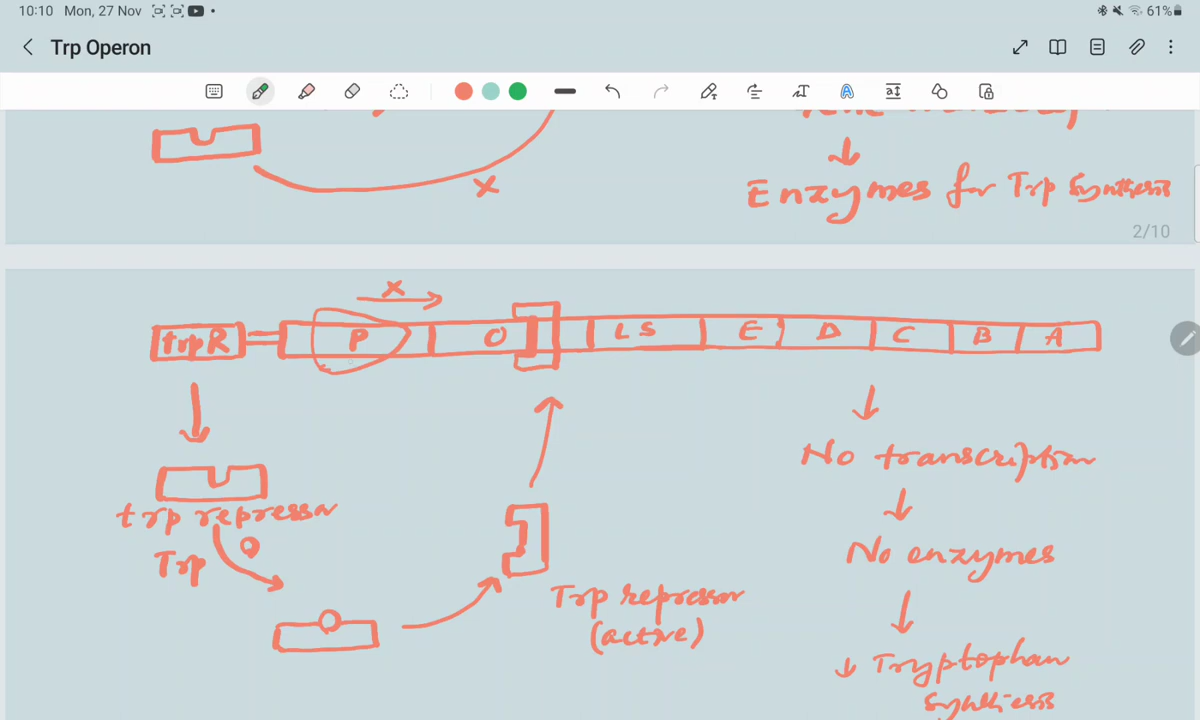 10:10 Mon, 27 Nov
61%
Trp Operon
x
Enzymes for Trp Synthesis
2/10
x
trpR P O LS E D C B A
No transcription
trp repressor
Trp
No enzymes
Trp repressor
(active)
↓ Tryptophan
synthesis